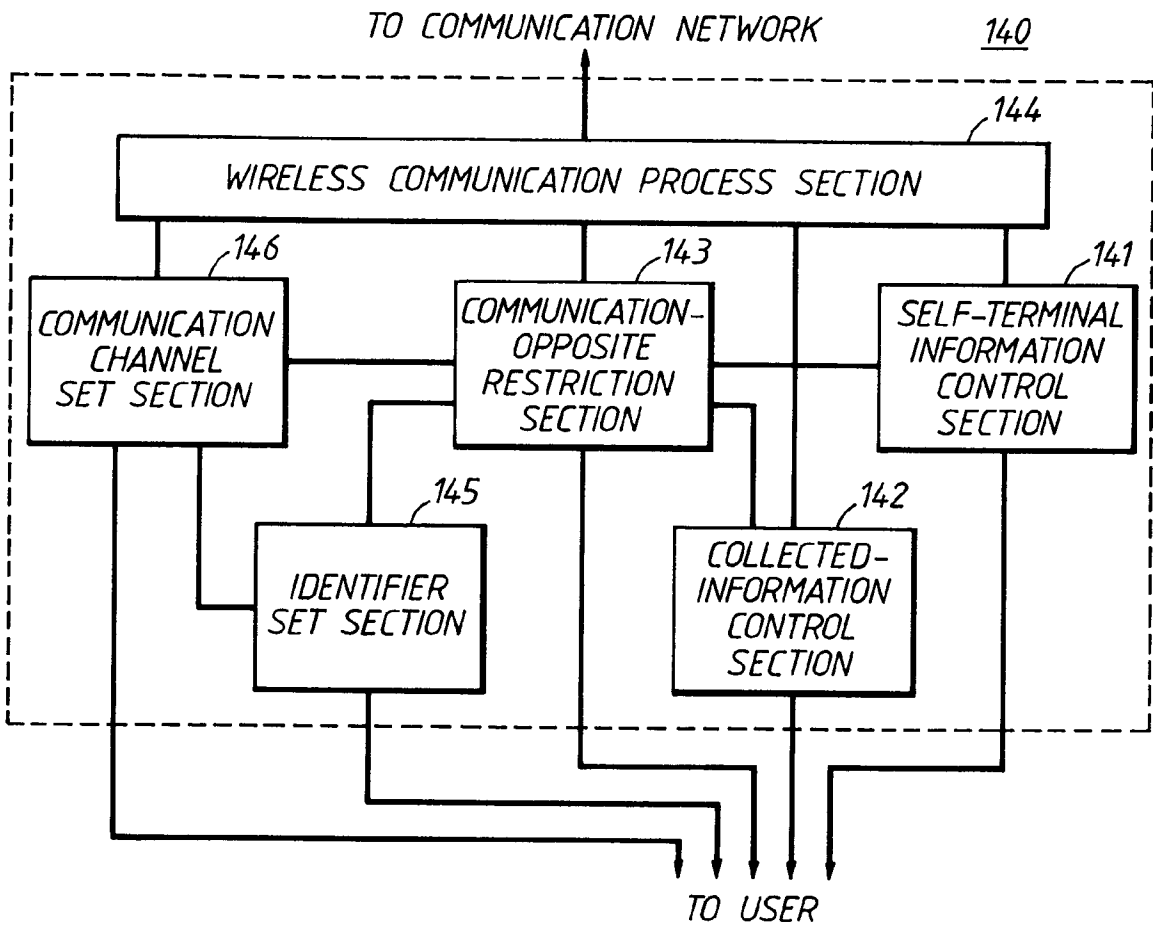 TO COMMUNICATION NETWORK
140
144
WIRELESS COMMUNICATION PROCESS SECTION
146
COMMUNICATION
CHANNEL
SET SECTION
143
COMMUNICATION-
OPPOSITE
RESTRICTION
SECTION
141
SELF-TERMINAL
INFORMATION
CONTROL
SECTION
145
IDENTIFIER
SET SECTION
142
COLLECTED-
INFORMATION
CONTROL
SECTION
TO USER